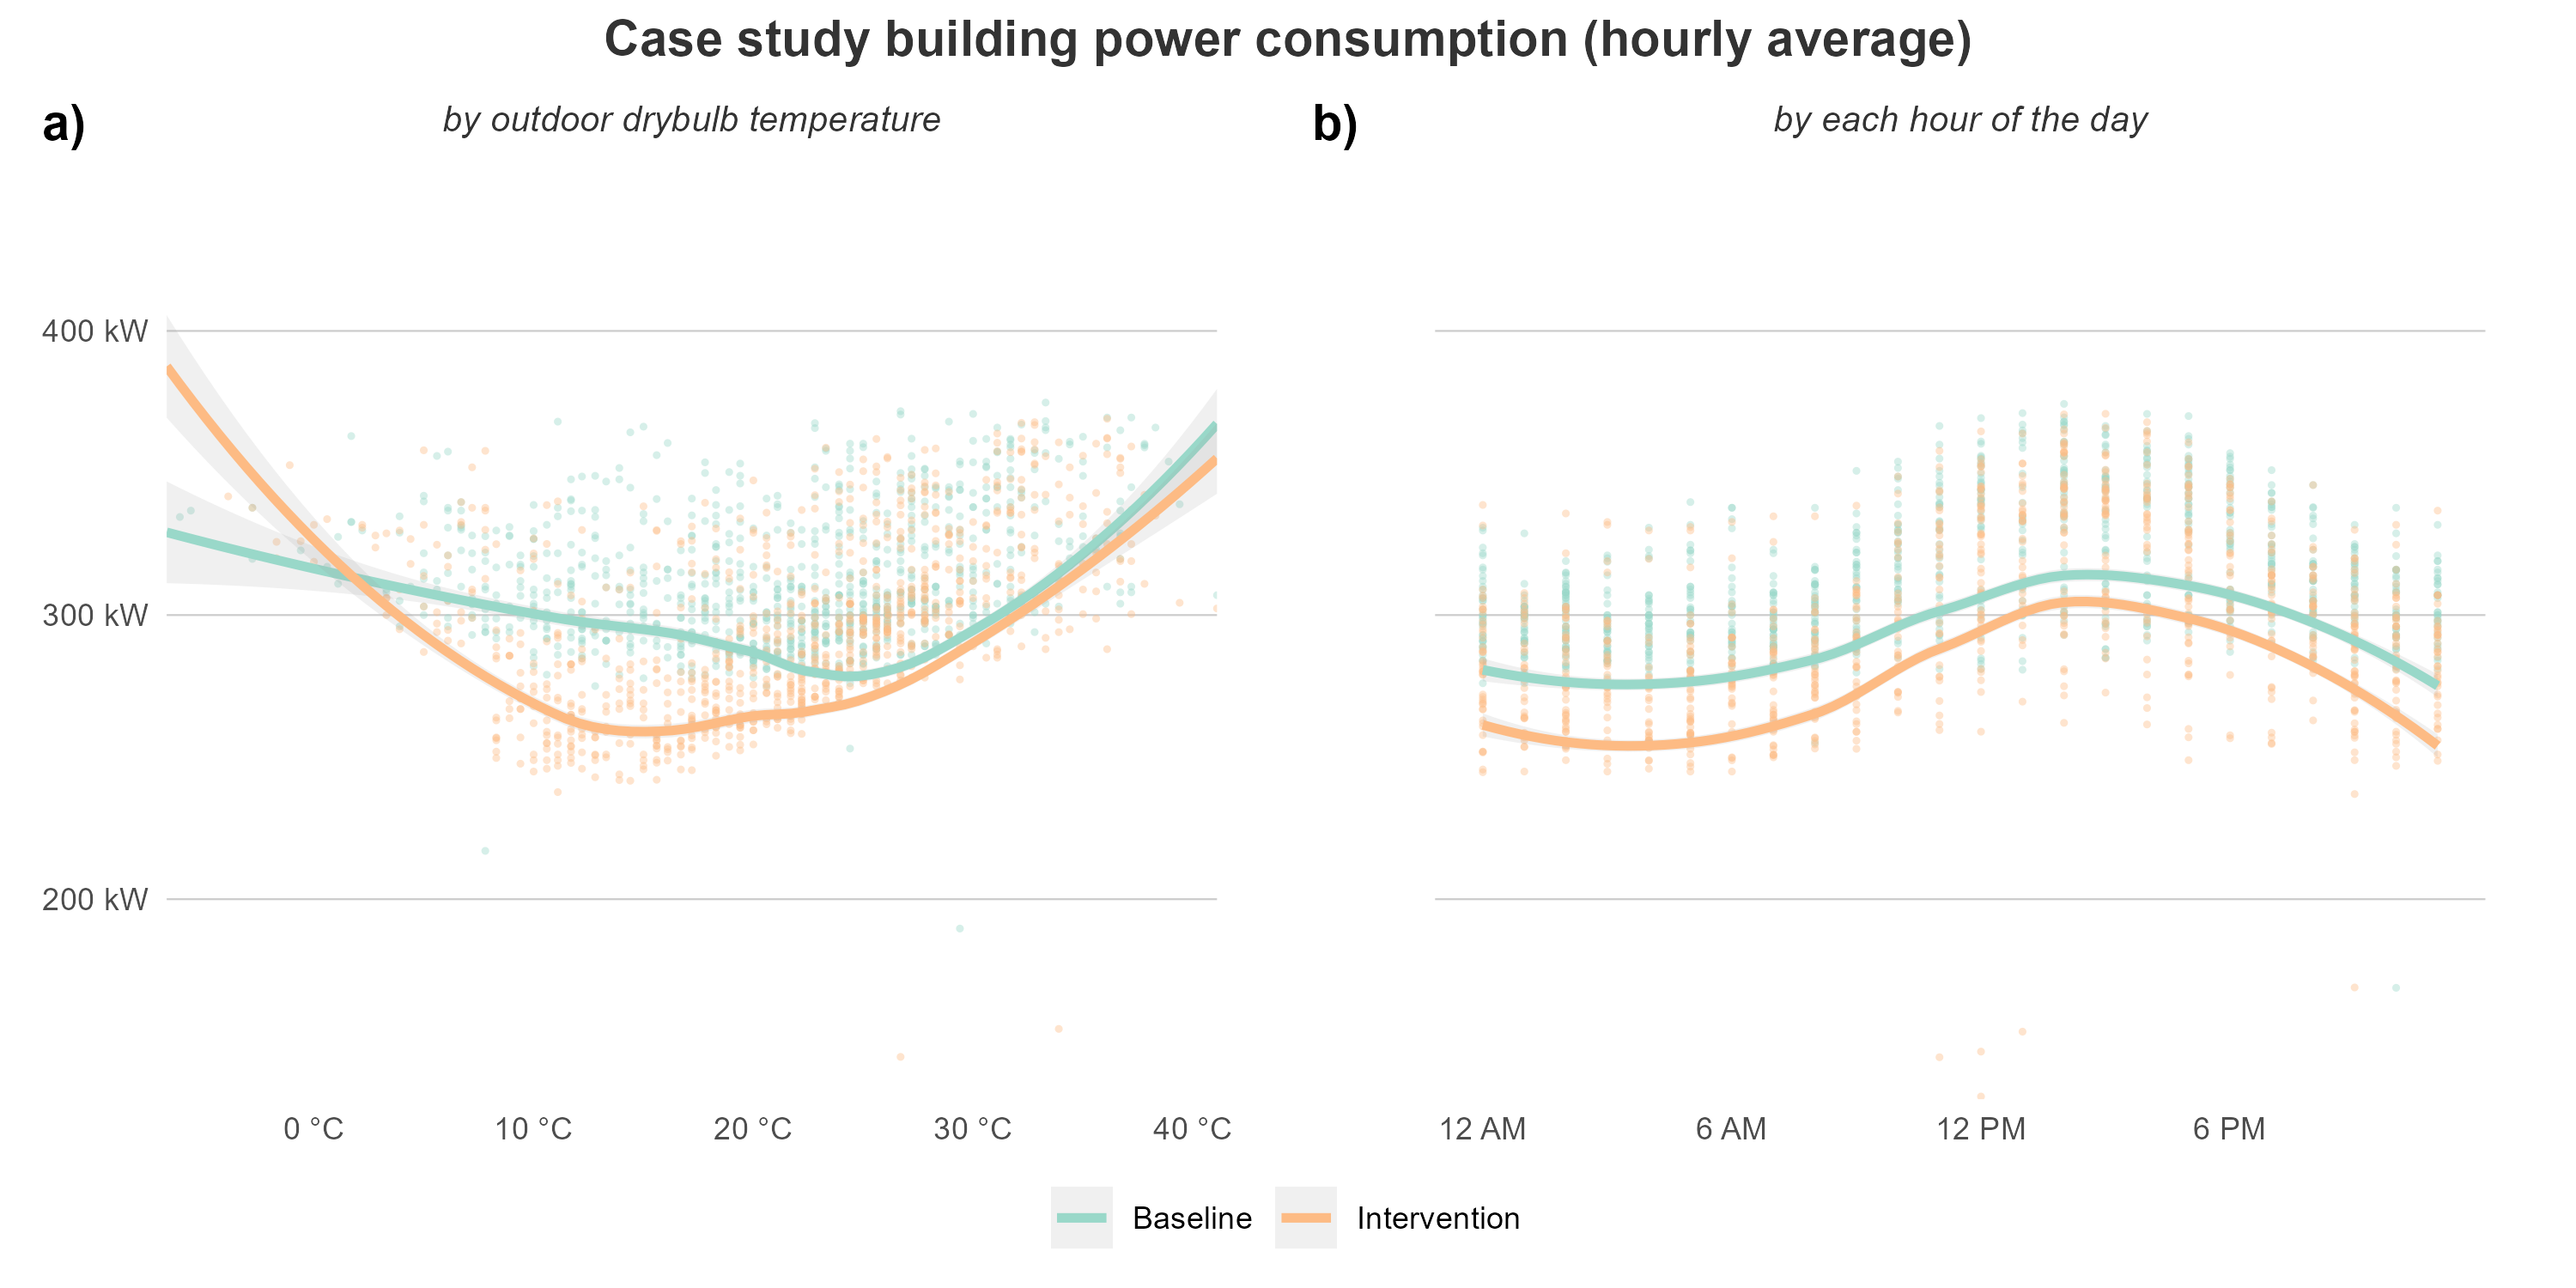 Case study building power consumption (hourly average)
a)
by outdoor drybulb temperature
b)
by each hour of the day
400 kW
300 kW
200 kW
0 °C
10 °C
20 °C
30 °C
40 °C
12 AM
6 AM
12 PM
6 PM
Baseline
Intervention